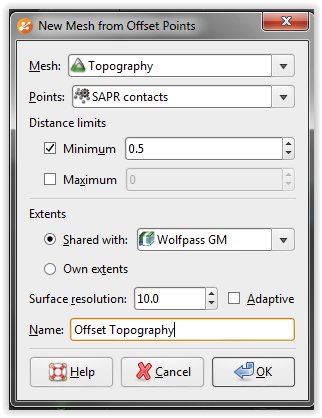 New Mesh from Offset Points
Mesh: Topography
Points: SAPR contacts
Distance limits
Minimum 0.5
Maximum 0
Extents
Shared with: Wolfpass GM
Own extents
Surface resolution: 10.0 Adaptive
Name: Offset Topography
Help Cancel OK